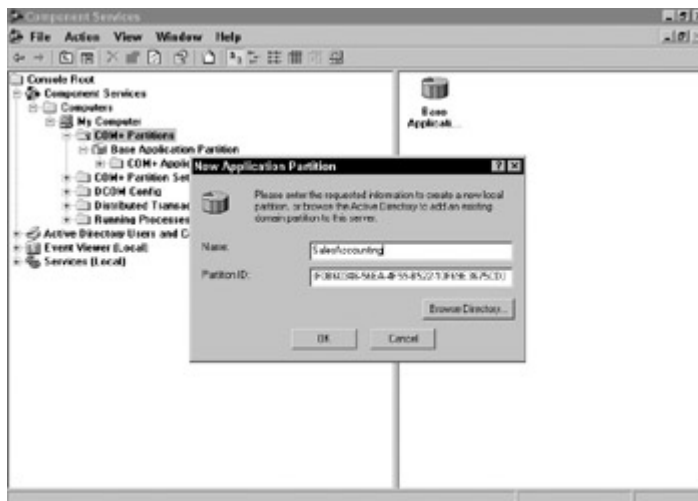 Component Services
File Action View Window Help
Console Root
Component Services
Computers
My Computer
COM+ Partitions
Base Application Partition
COM+ Applic
COM+ Partition Set
DCOM Config
Distributed Transac
Running Processes
Active Directory Users and C
Event Viewer (Local)
Services (Local)
Base
Applicati...
New Application Partition
Please enter the requested information to create a new local
partition, or browse the Active Directory to add an existing
domain partition to this server.
Name:
SalesAccounting
Partition ID:
Browse Directory...
OK
Cancel